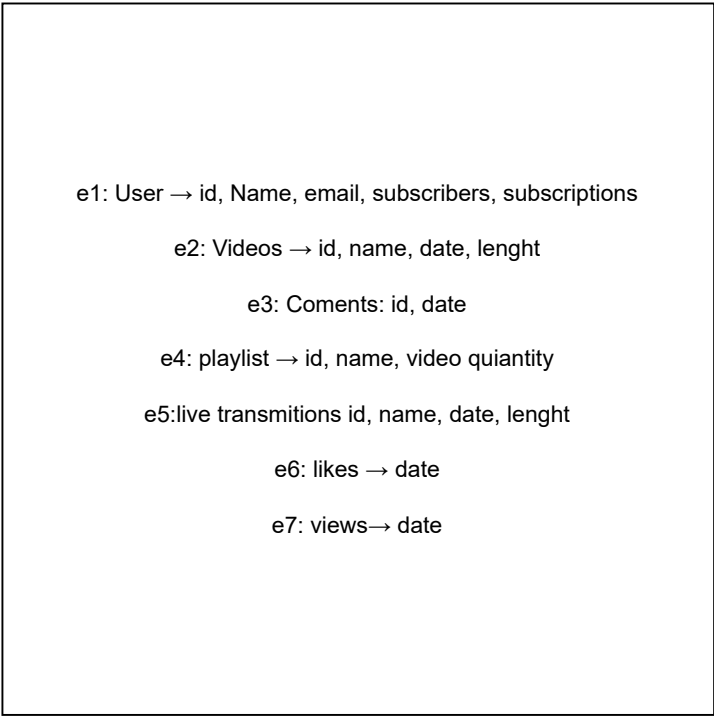 e1: User → id, Name, email, subscribers, subscriptions
e2: Videos → id, name, date, lenght
e3: Coments: id, date
e4: playlist → id, name, video quiantity
e5:live transmitions id, name, date, lenght
e6: likes → date
e7: views→ date